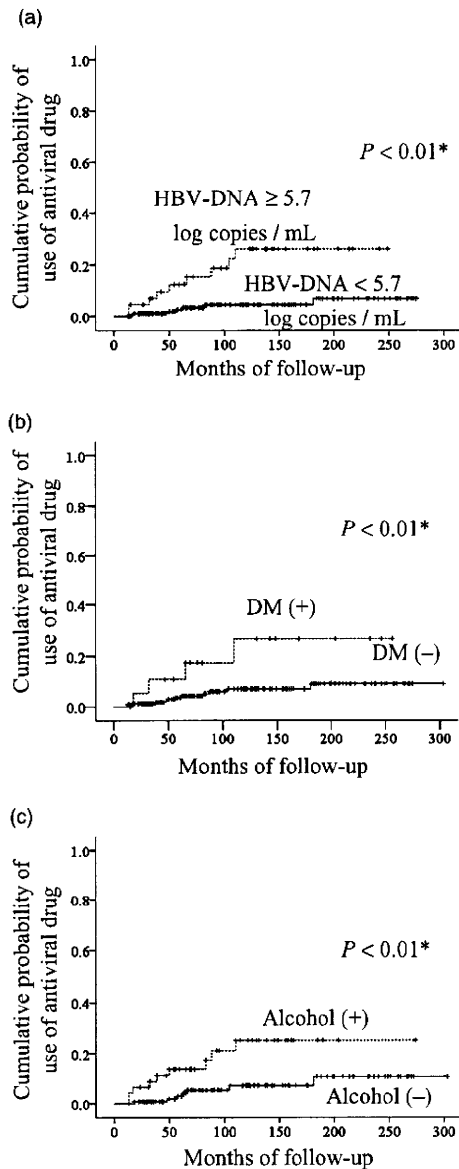 (a)
Cumulative probability of
use of antiviral drug
1.0
0.8
0.6
0.4
0.2
0.0
P < 0.01*
HBV-DNA ≥ 5.7
log copies / mL
HBV-DNA < 5.7
log copies / mL
0 50 100 150 200 250 300
Months of follow-up
(b)
Cumulative probability of
use of antiviral drug
1.0
0.8
0.6
0.4
0.2
0.0
P < 0.01*
DM (+)
DM (–)
0 50 100 150 200 250 300
Months of follow-up
(c)
Cumulative probability of
use of antiviral drug
1.0
0.8
0.6
0.4
0.2
0.0
P < 0.01*
Alcohol (+)
Alcohol (–)
0 50 100 150 200 250 300
Months of follow-up